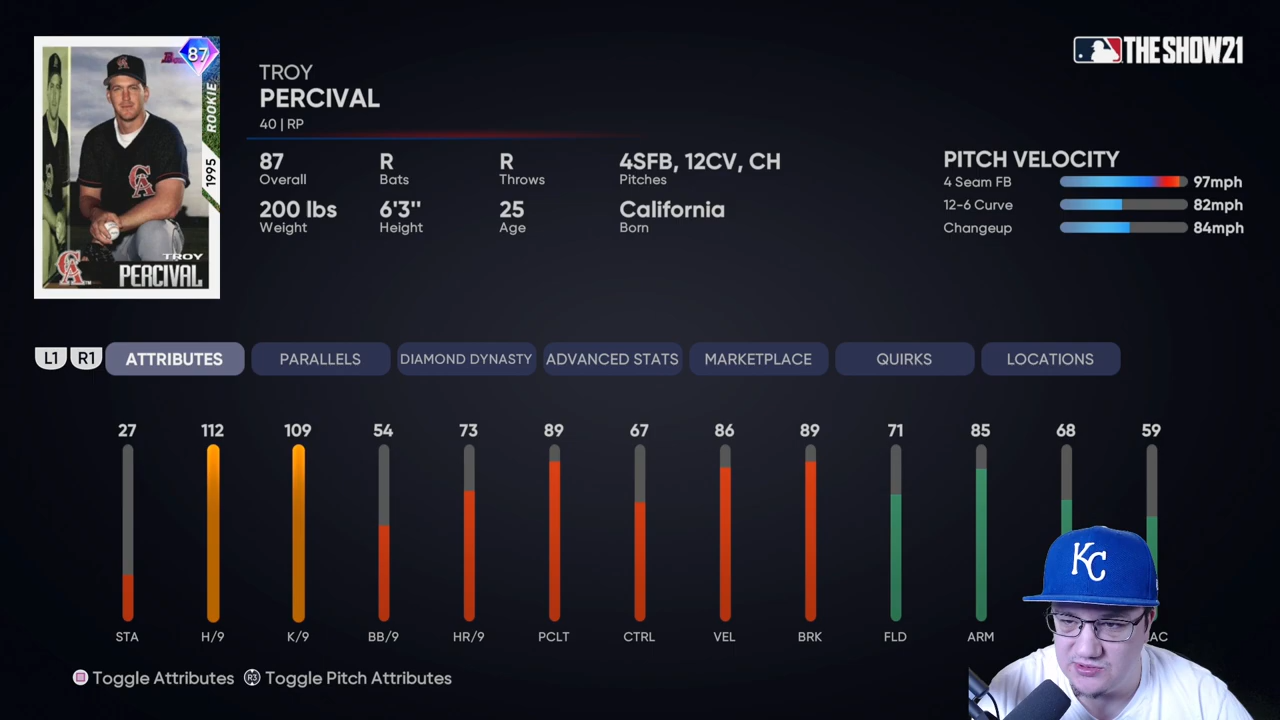 87
ROOKIE
1995
TROY
PERCIVAL
TROY
PERCIVAL
40 | RP
87
Overall
R
Bats
R
Throws
4SFB, 12CV, CH
Pitches
200 lbs
Weight
6'3"
Height
25
Age
California
Born
THE SHOW21
PITCH VELOCITY
4 Seam FB 97mph
12-6 Curve 82mph
Changeup 84mph
L1 R1 ATTRIBUTES PARALLELS DIAMOND DYNASTY ADVANCED STATS MARKETPLACE QUIRKS LOCATIONS
27 112 109 54 73 89 67 86 89 71 85 68 59
STA H/9 K/9 BB/9 HR/9 PCLT CTRL VEL BRK FLD ARM AC
Toggle Attributes R3 Toggle Pitch Attributes
KC